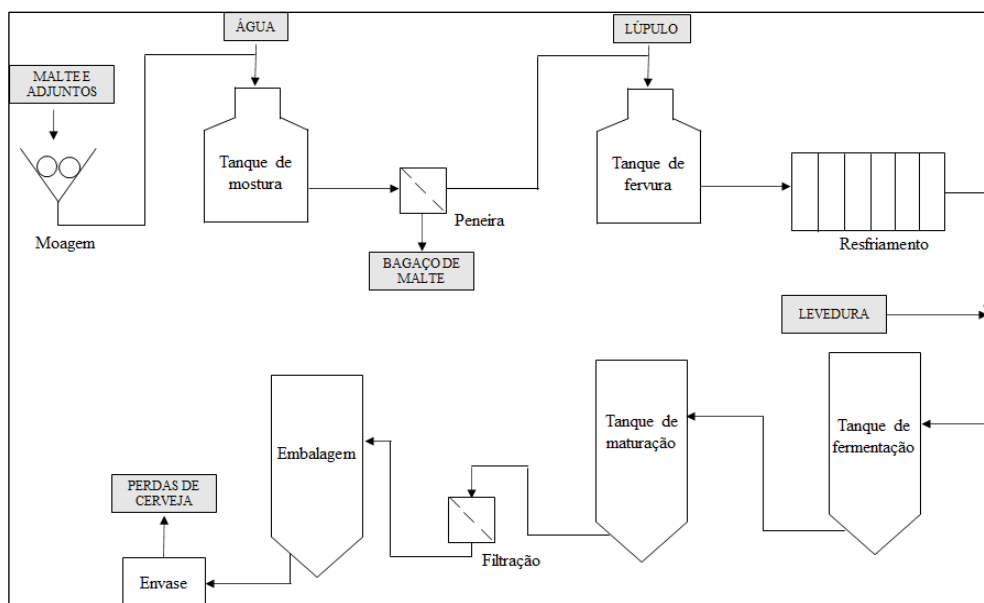 ÁGUA
LÚPULO
MALTE E
ADJUNTOS
Tanque de
mostura
Tanque de
fervura
Peneira
Moagem
Resfriamento
BAGAÇO DE
MALTE
LEVEDURA
Tanque de
fermentação
Tanque de
maturação
Embalagem
PERDAS DE
CERVEJA
Filtração
Envase